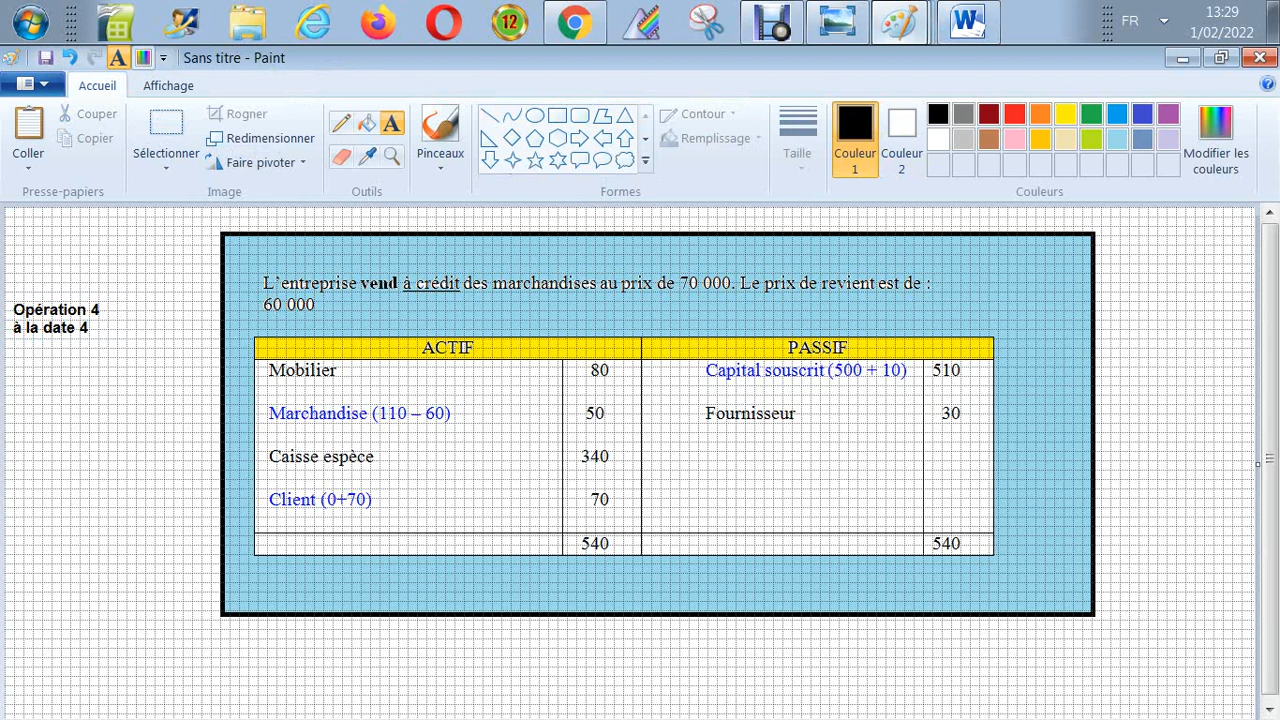 12
FR
13:29
1/02/2022
Sans titre - Paint
Accueil
Affichage
Coller
Couper
Copier
Presse-papiers
Sélectionner
Rogner
Redimensionner
Faire pivoter
Image
A
Outils
Pinceaux
Contour
Remplissage
Formes
Taille
Couleur 1
Couleur 2
Modifier les couleurs
Couleurs
Opération 4
à la date 4
L’entreprise vend à crédit des marchandises au prix de 70 000. Le prix de revient est de :
60 000
ACTIF PASSIF
Mobilier 80 Capital souscrit (500 + 10) 510
Marchandise (110 – 60) 50 Fournisseur 30
Caisse espèce 340
Client (0+70) 70
540 540